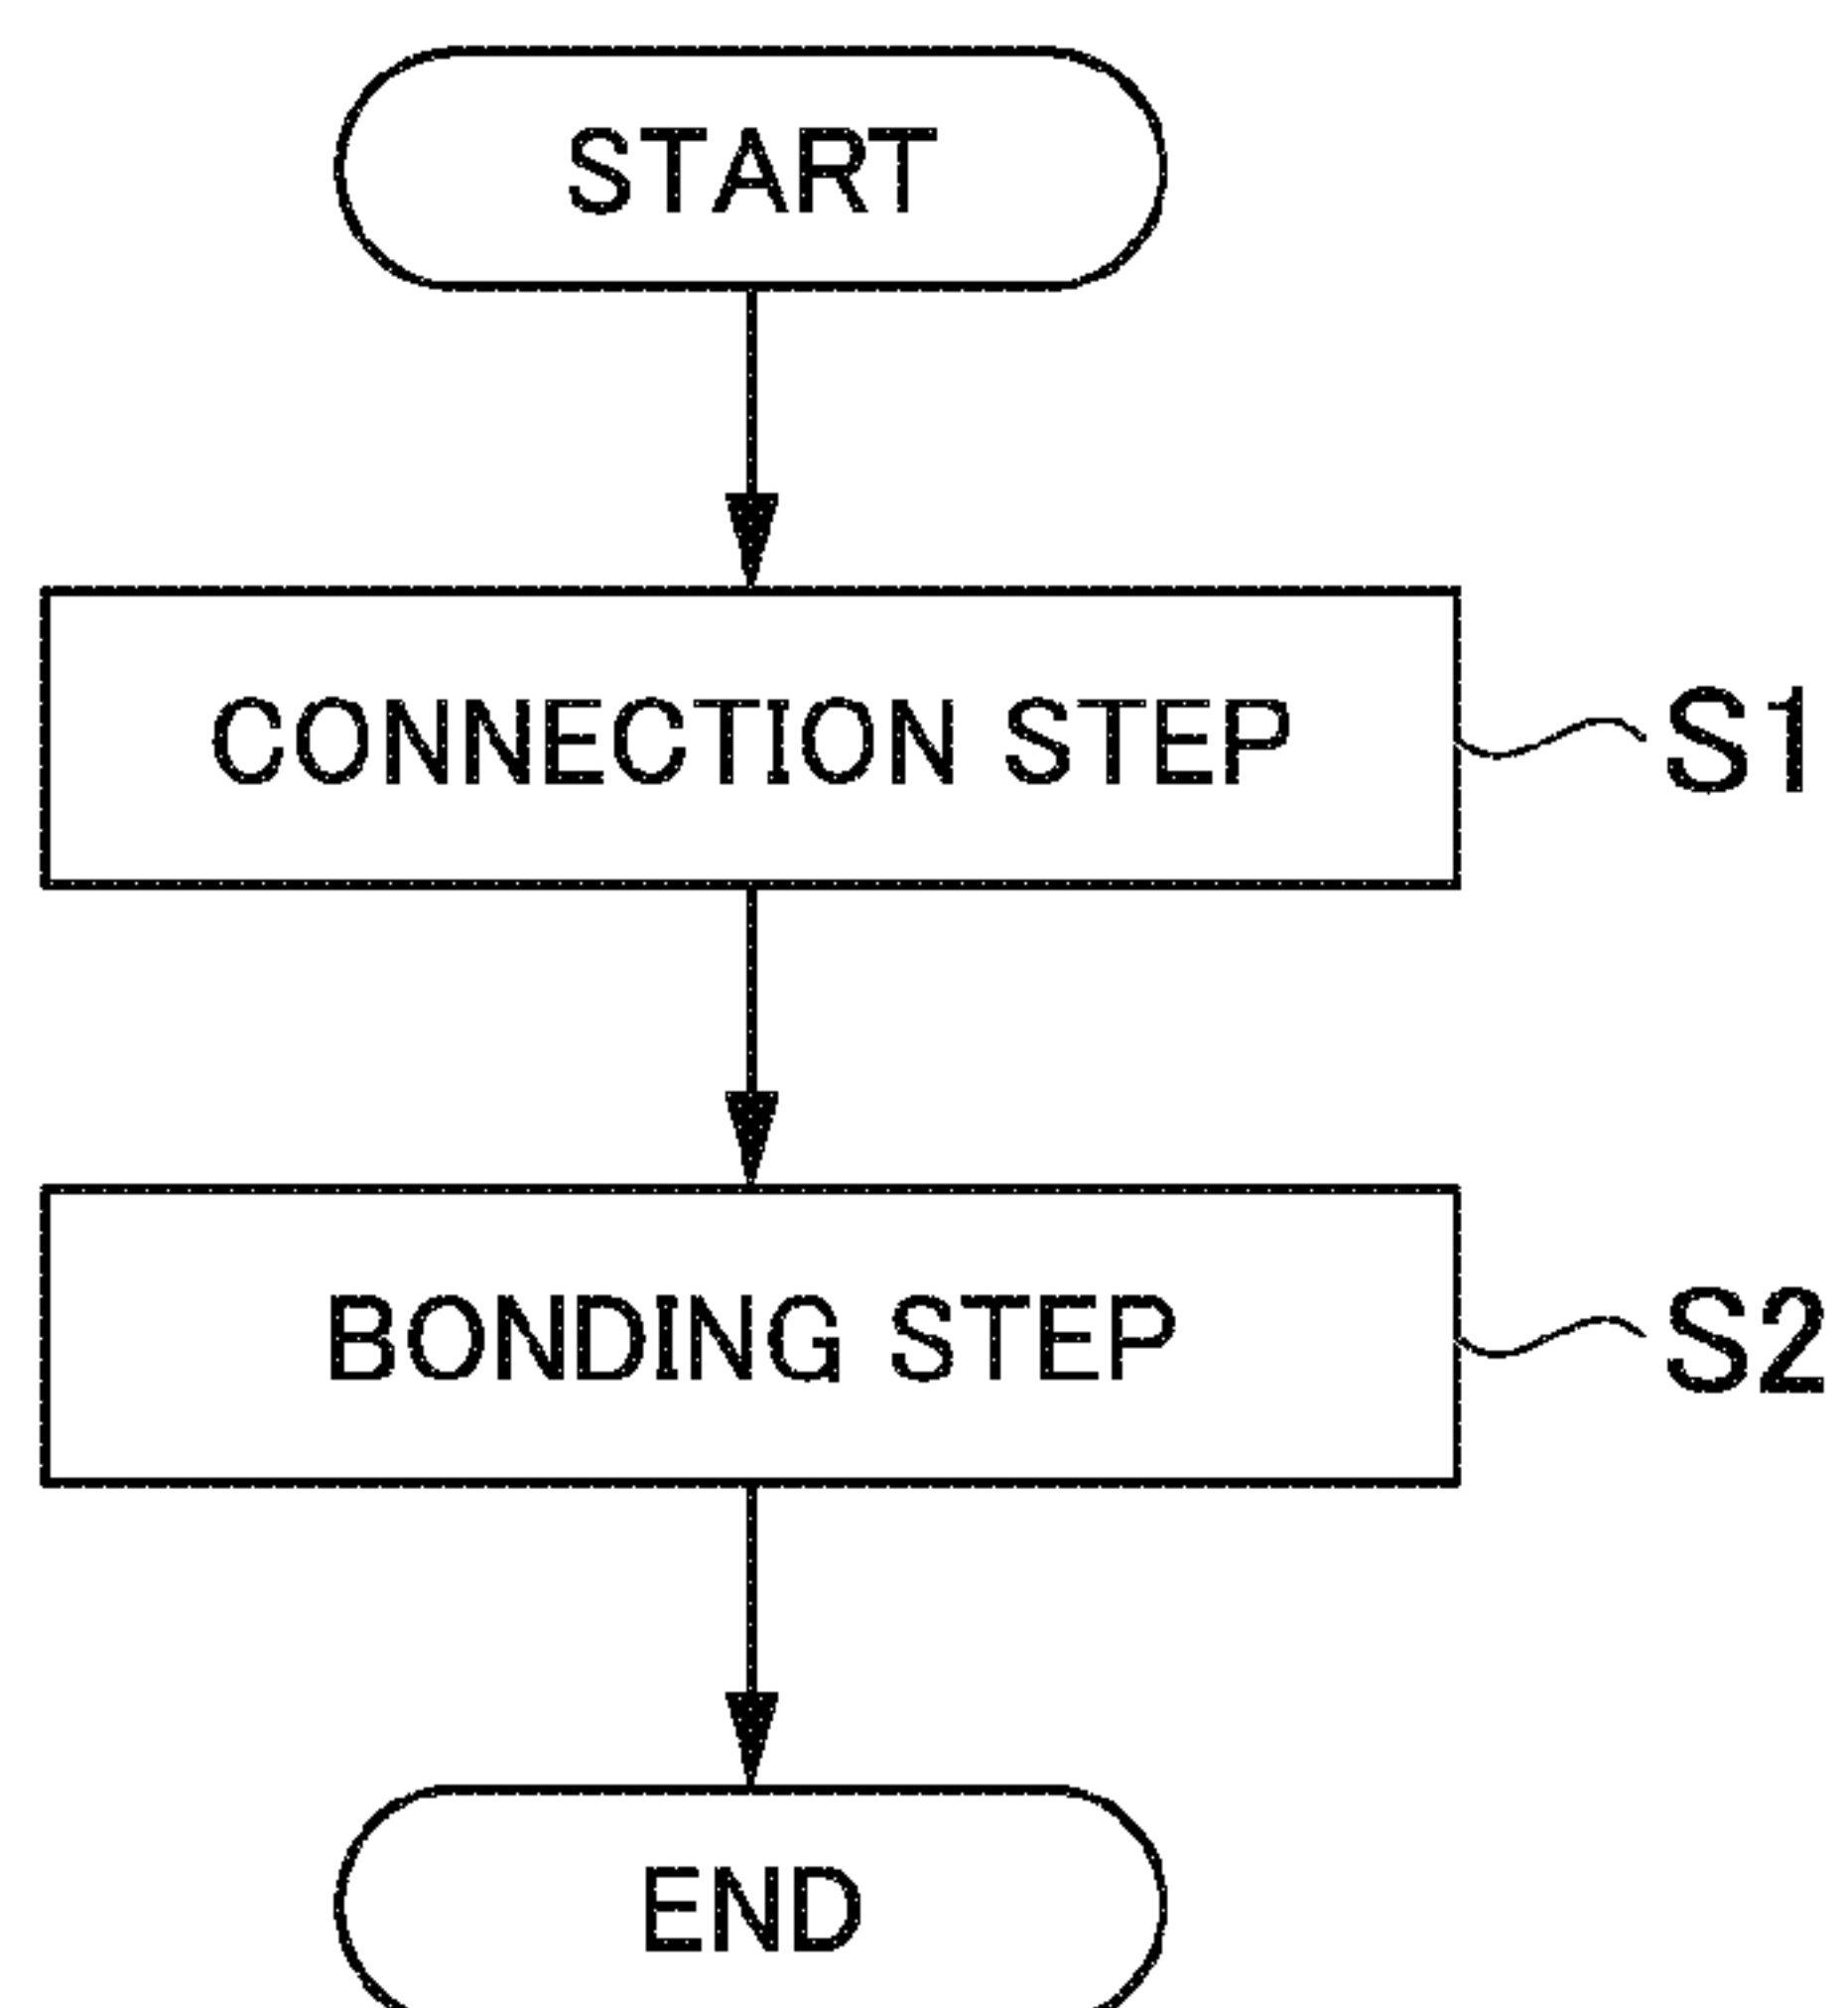 START
CONNECTION STEP
S1
BONDING STEP
S2
END